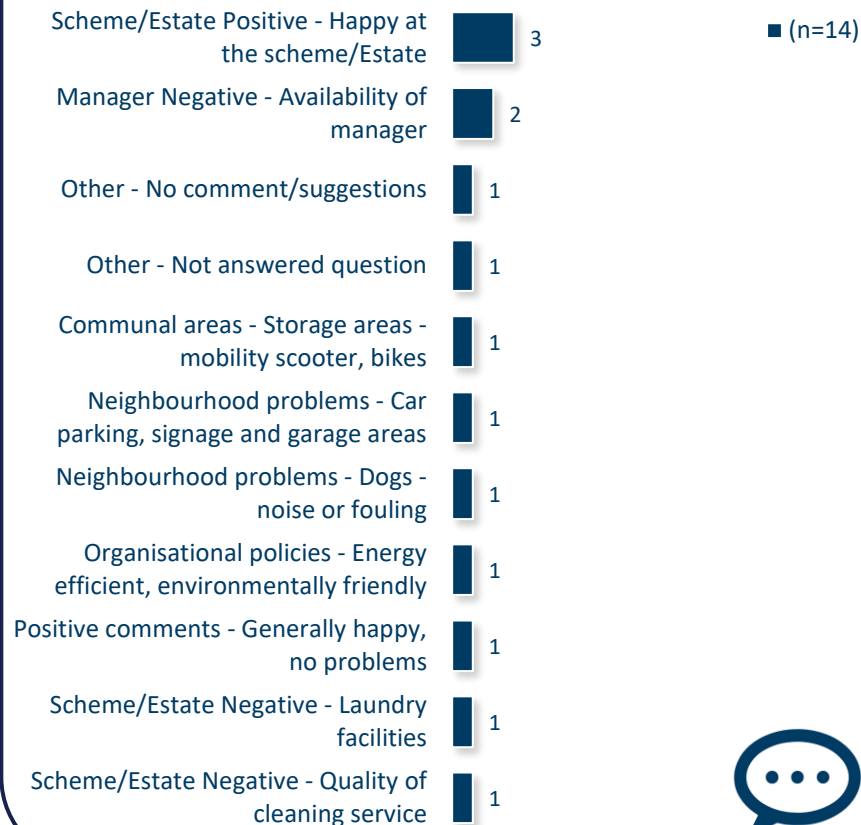 Scheme/Estate Positive - Happy at
the scheme/Estate
3
(n=14)
Manager Negative - Availability of
manager
2
Other - No comment/suggestions
1
Other - Not answered question
1
Communal areas - Storage areas -
mobility scooter, bikes
1
Neighbourhood problems - Car
parking, signage and garage areas
1
Neighbourhood problems - Dogs -
noise or fouling
1
Organisational policies - Energy
efficient, environmentally friendly
1
Positive comments - Generally happy,
no problems
1
Scheme/Estate Negative - Laundry
facilities
1
Scheme/Estate Negative - Quality of
cleaning service
1